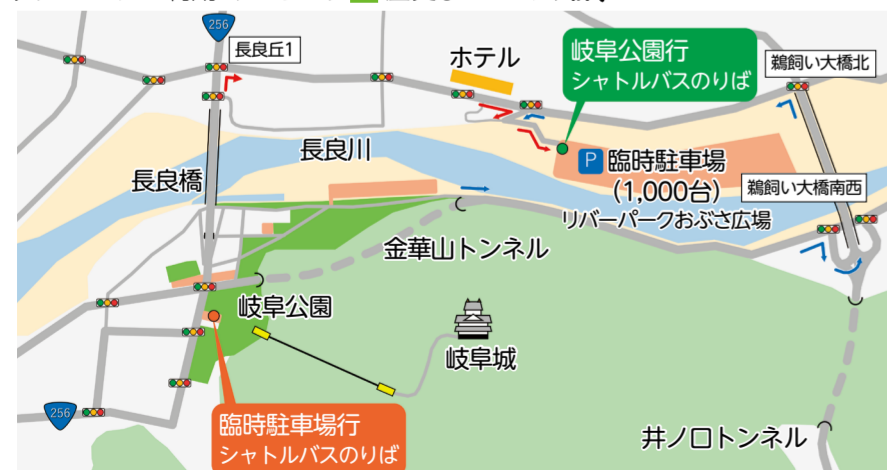 256
長良丘1
ホテル
岐阜公園行
シャトルバスのりば
鵜飼い大橋北
長良川
長良橋
P 臨時駐車場
(1,000台)
リバーパークおぶさ広場
鵜飼い大橋南西
金華山トンネル
岐阜公園
岐阜城
256
臨時駐車場行
シャトルバスのりば
井ノ口トンネル